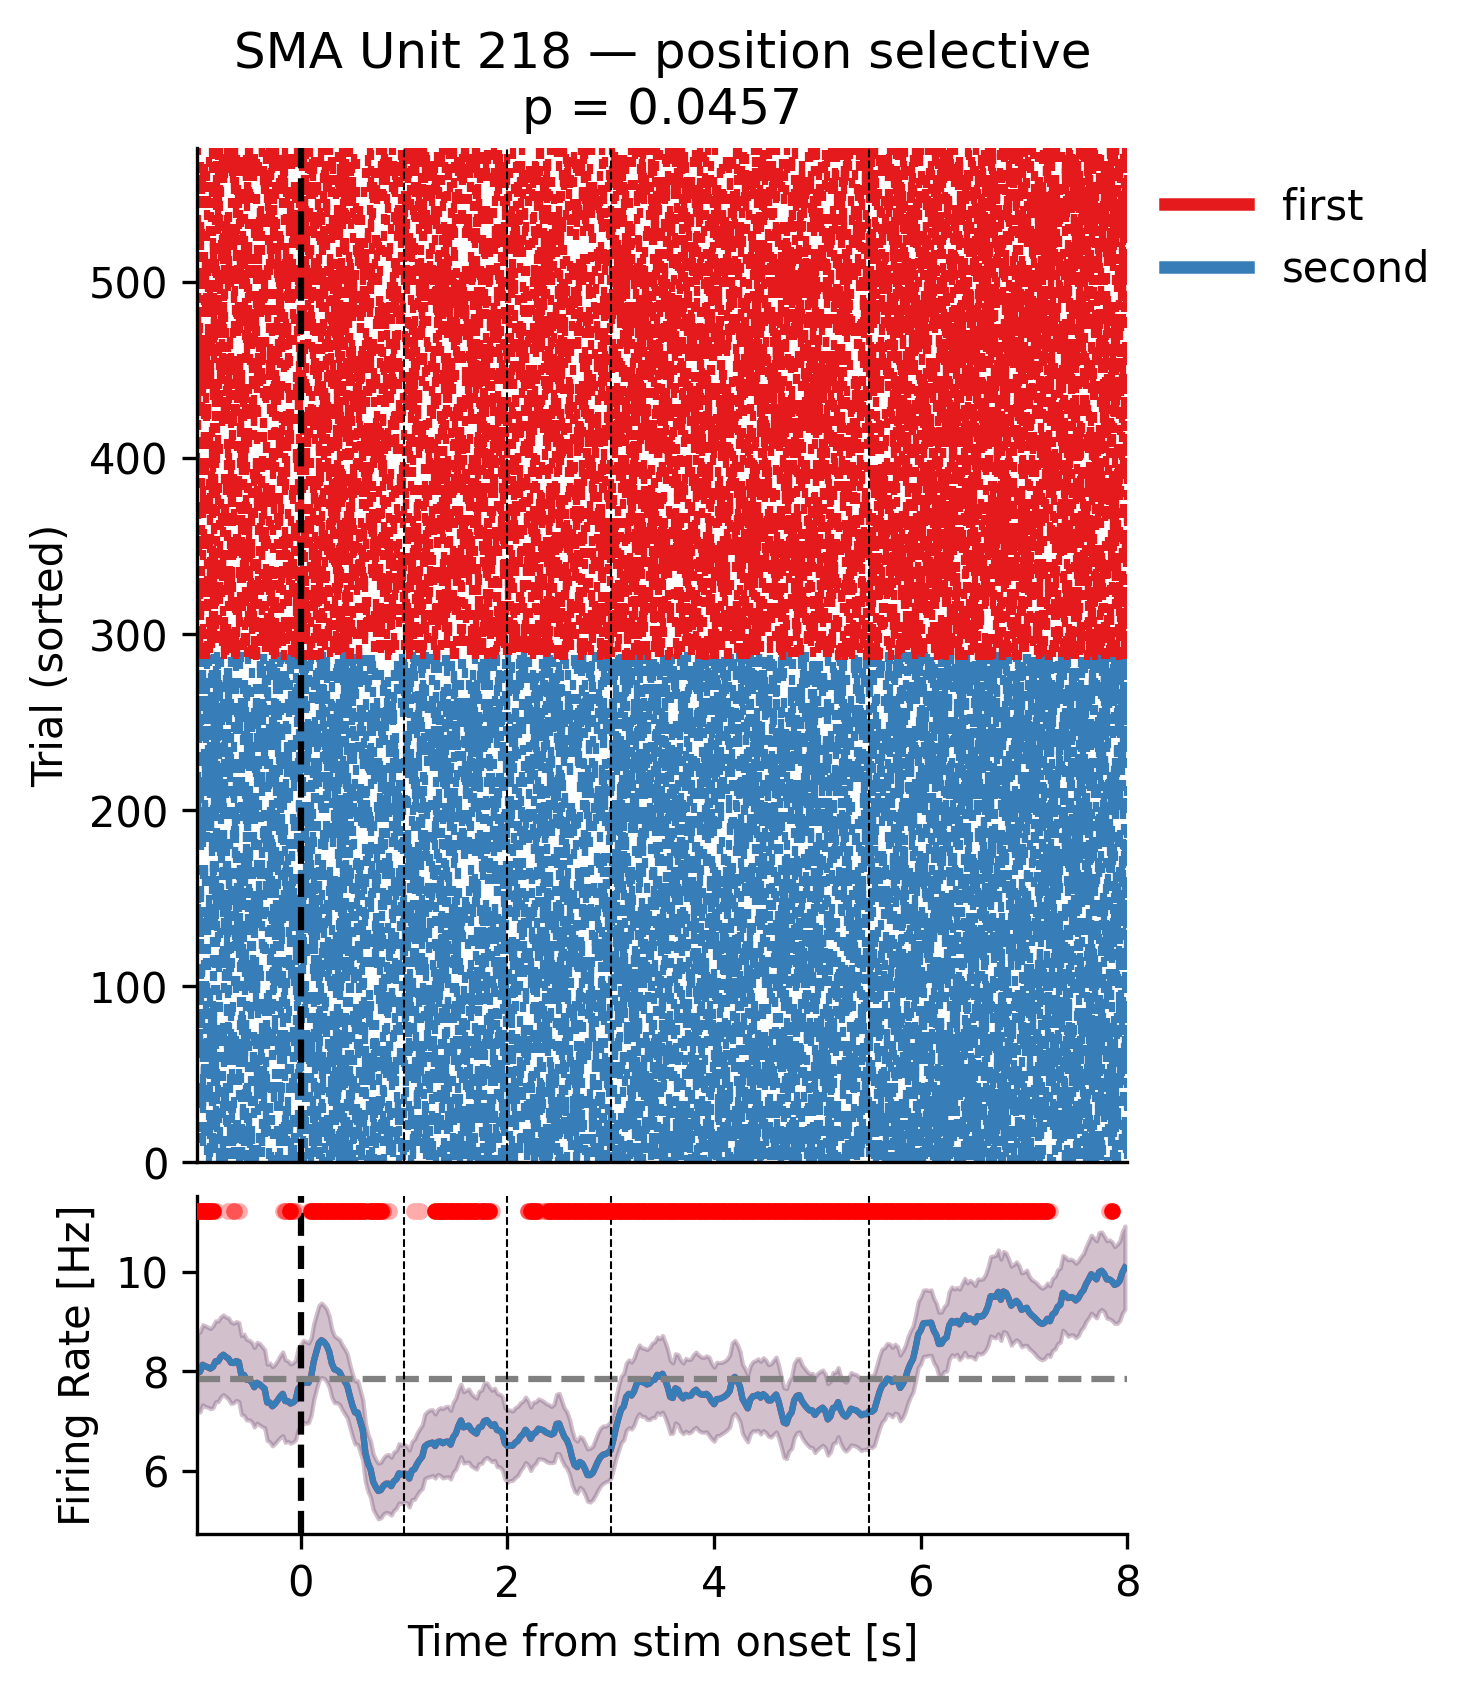 SMA Unit 218 — position selective
p = 0.0457
first
second
Trial (sorted)
500
400
300
200
100
0
Firing Rate [Hz]
10
8
6
0 2 4 6 8
Time from stim onset [s]